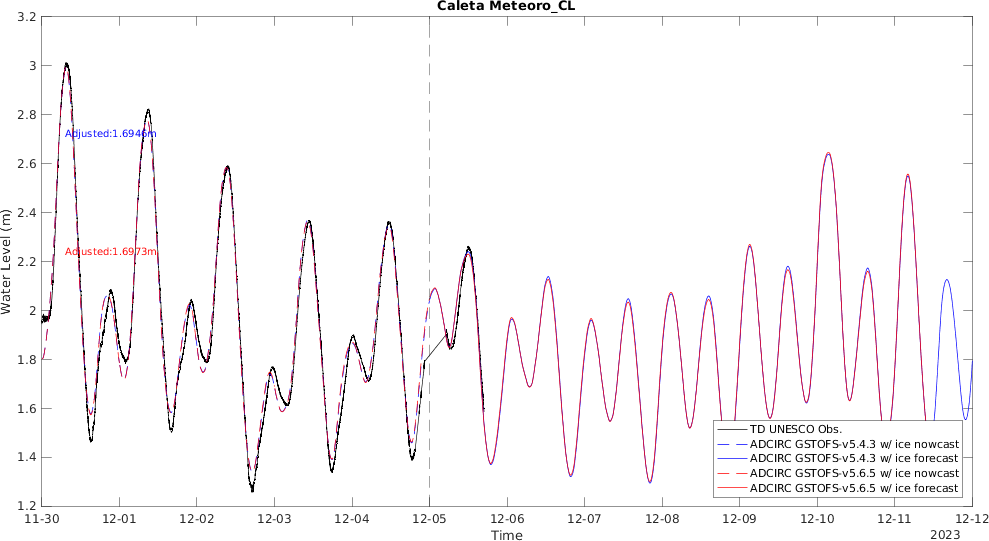 Caleta Meteoro_CL
3.2
3
2.8
2.6
2.4
2.2
2
1.8
1.6
1.4
1.2
Water Level (m)
Adjusted:1.6946m
Adjusted:1.6973m
TD UNESCO Obs.
ADCIRC GSTOFS-v5.4.3 w/ ice nowcast
ADCIRC GSTOFS-v5.4.3 w/ ice forecast
ADCIRC GSTOFS-v5.6.5 w/ ice nowcast
ADCIRC GSTOFS-v5.6.5 w/ ice forecast
11-30 12-01 12-02 12-03 12-04 12-05 12-06 12-07 12-08 12-09 12-10 12-11 12-12
Time
2023